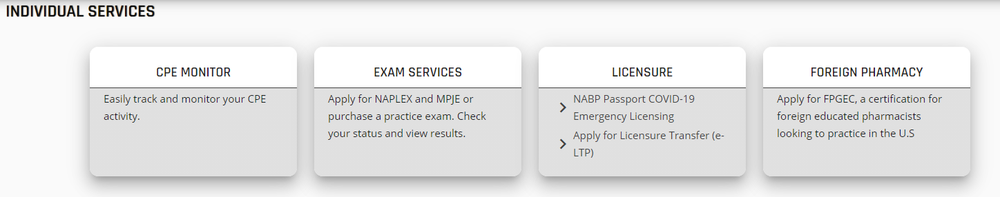 INDIVIDUAL SERVICES
CPE MONITOR
Easily track and monitor your CPE
activity.
EXAM SERVICES
Apply for NAPLEX and MPJE or
purchase a practice exam. Check
your status and view results.
LICENSURE
NABP Passport COVID-19
Emergency Licensing
Apply for Licensure Transfer (e-
LTP)
FOREIGN PHARMACY
Apply for FPGEC, a certification for
foreign educated pharmacists
looking to practice in the U.S